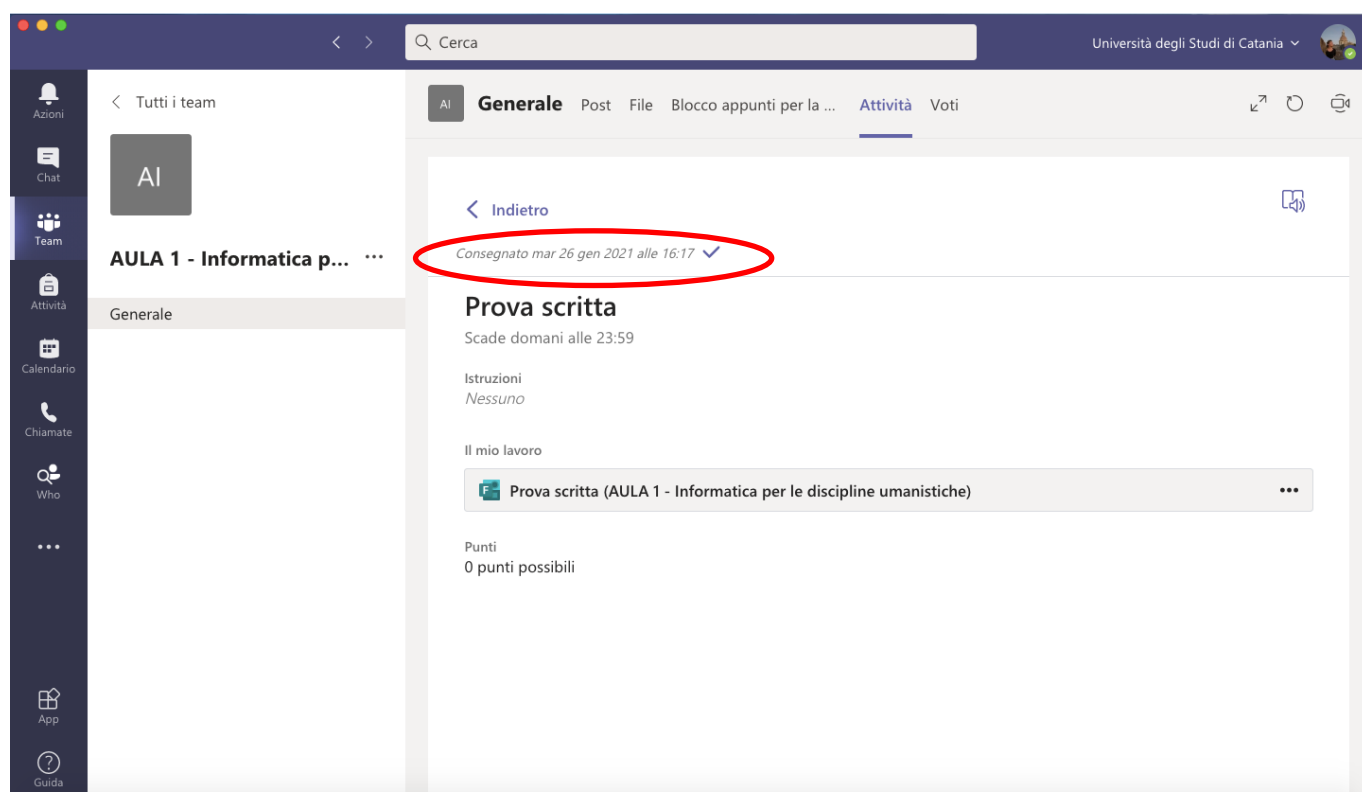 Cerca
Università degli Studi di Catania
Azioni
Chat
Team
Attività
Calendario
Chiamate
Who
App
Guida
Tutti i team
AI
AULA 1 - Informatica p... ...
Generale
AI Generale Post File Blocco appunti per la ... Attività Voti
Indietro
Consegnato mar 26 gen 2021 alle 16:17
Prova scritta
Scade domani alle 23:59
Istruzioni
Nessuno
Il mio lavoro
F Prova scritta (AULA 1 - Informatica per le discipline umanistiche)
Punti
0 punti possibili